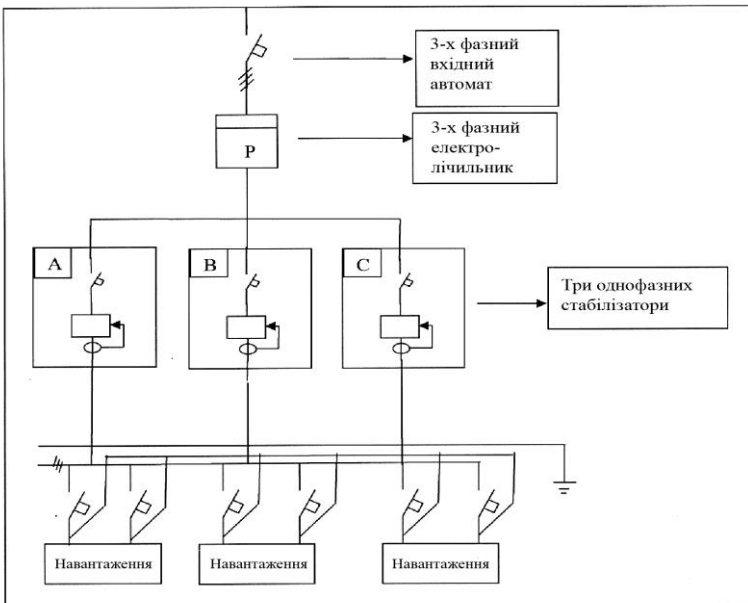 3-х фазний
вхідний
автомат
3-х фазний
електро-
лічильник
Р
А
В
С
Три однофазних
стабілізатори
Навантаження
Навантаження
Навантаження